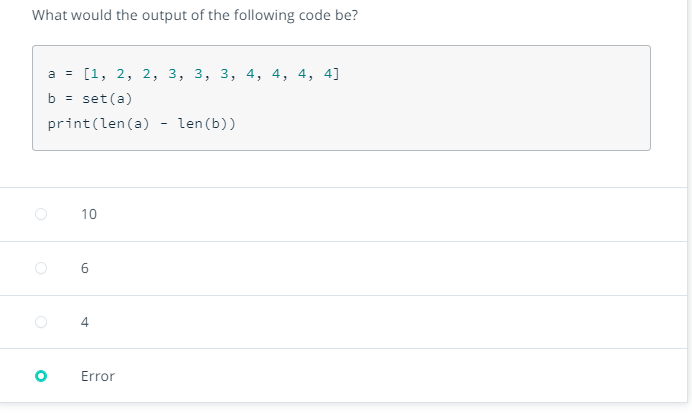 What would the output of the following code be?
a = [1, 2, 2, 3, 3, 3, 4, 4, 4, 4]
b = set(a)
print(len(a) - len(b))
10
6
4
Error